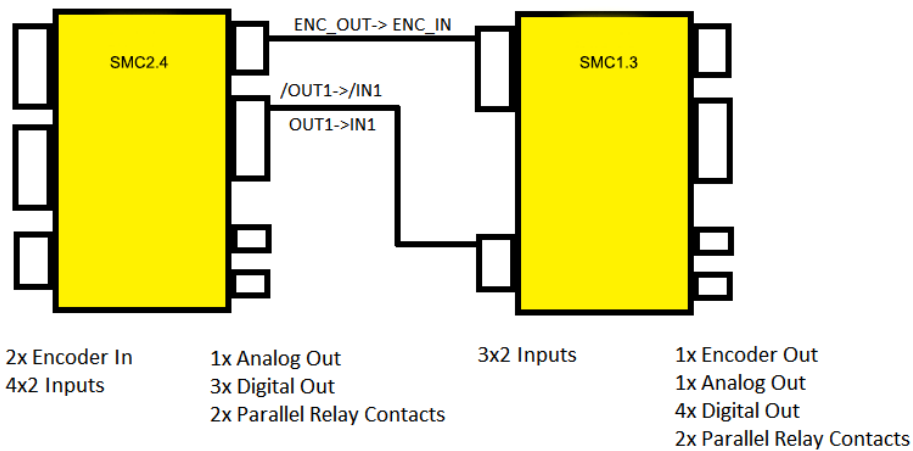 SMC2.4
ENC_OUT-> ENC_IN
/OUT1->/IN1
OUT1->IN1
SMC1.3
2x Encoder In
4x2 Inputs
1x Analog Out
3x Digital Out
2x Parallel Relay Contacts
3x2 Inputs
1x Encoder Out
1x Analog Out
4x Digital Out
2x Parallel Relay Contacts